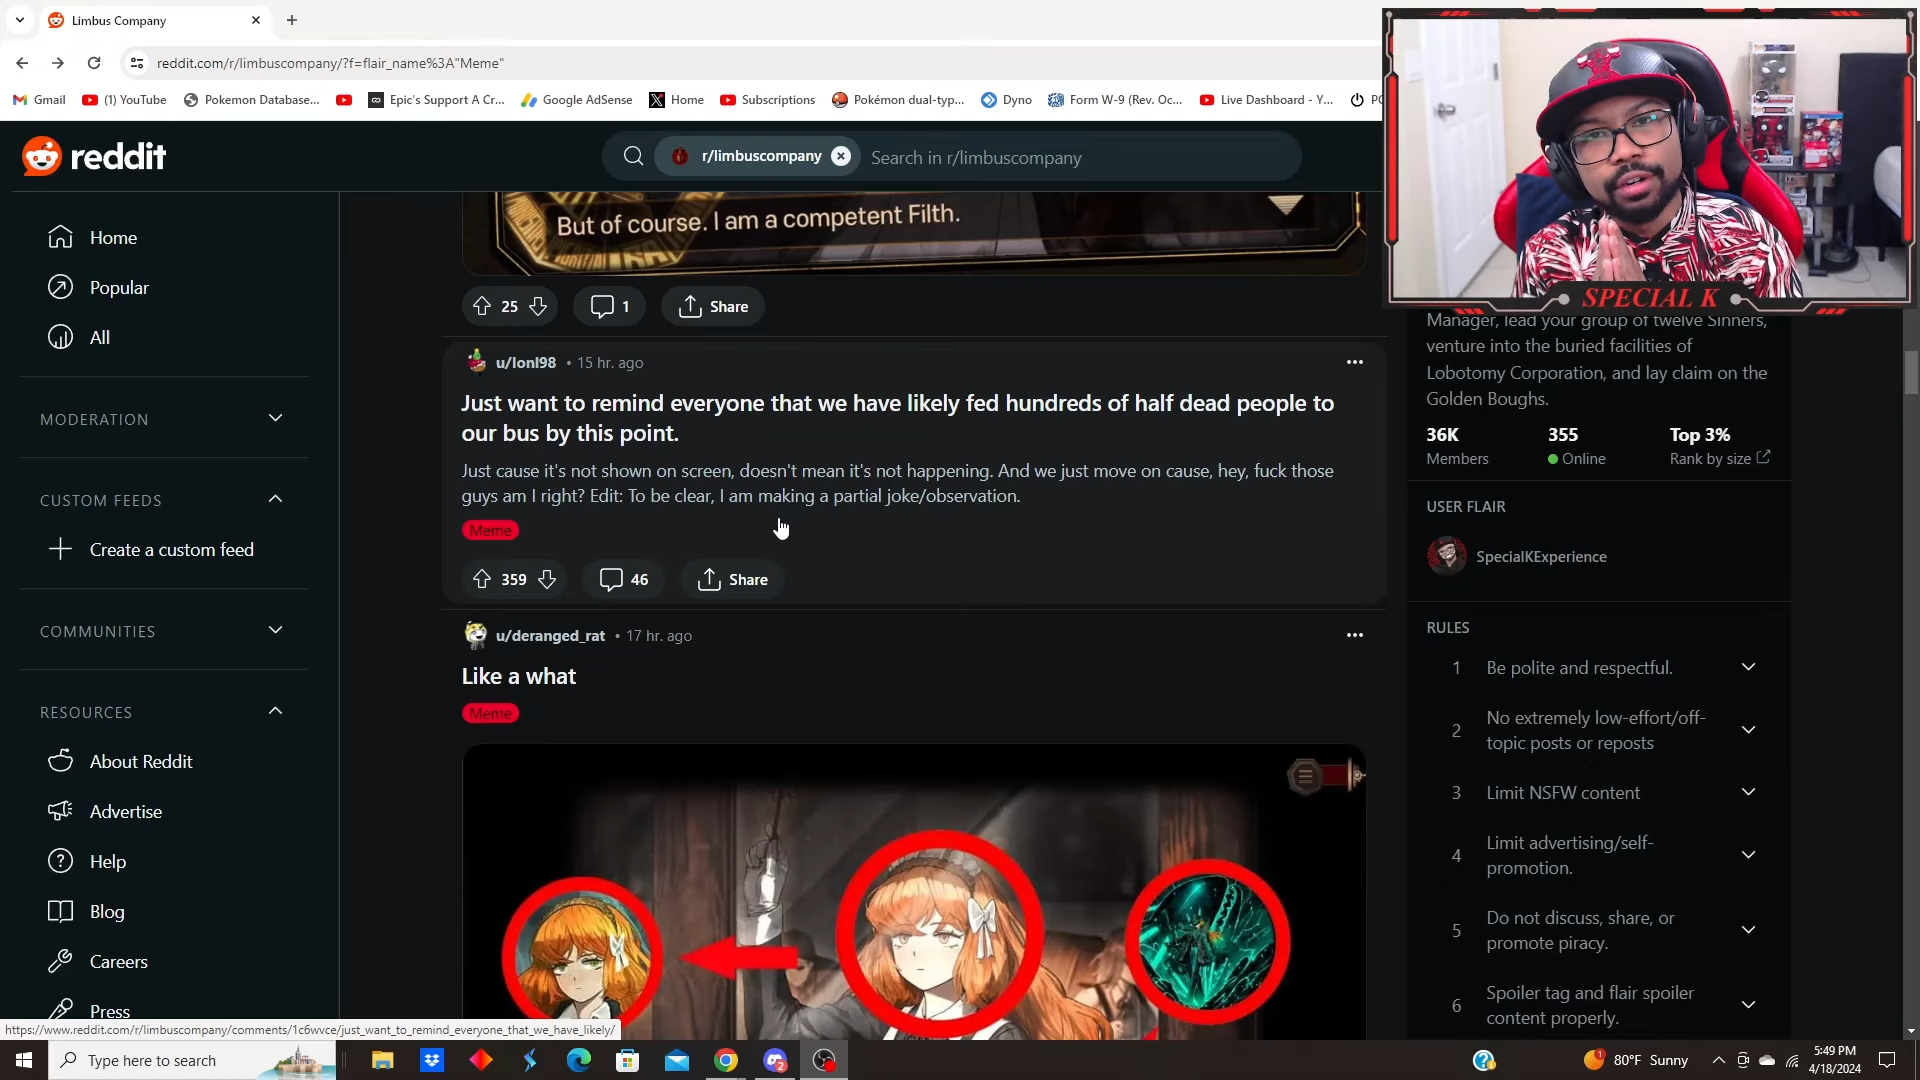 Limbus Company
reddit.com/r/limbuscompany/?f=flair_name%3A"Meme"
Gmail
(1) YouTube
Pokemon Database...
Epic's Support A Cr...
Google AdSense
Home
Subscriptions
Pokémon dual-typ...
Dyno
Form W-9 (Rev. Oc...
Live Dashboard - Y...
reddit
r/limbuscompany
Search in r/limbuscompany
SPECIAL K
Home
Popular
All
MODERATION
CUSTOM FEEDS
Create a custom feed
COMMUNITIES
RESOURCES
About Reddit
Advertise
Help
Blog
Careers
Press
But of course. I am a competent Filth.
25
1
Share
u/lonl98 • 15 hr. ago
Just want to remind everyone that we have likely fed hundreds of half dead people to
our bus by this point.
Just cause it's not shown on screen, doesn't mean it's not happening. And we just move on cause, hey, fuck those
guys am I right? Edit: To be clear, I am making a partial joke/observation.
Meme
359
46
Share
u/deranged_rat • 17 hr. ago
Like a what
Meme
Manager, lead your group of twelve Sinners,
venture into the buried facilities of
Lobotomy Corporation, and lay claim on the
Golden Boughs.
36K 355 Top 3%
Members Online Rank by size
USER FLAIR
SpecialKExperience
RULES
1 Be polite and respectful.
2 No extremely low-effort/off-
topic posts or reposts
3 Limit NSFW content
4 Limit advertising/self-
promotion.
5 Do not discuss, share, or
promote piracy.
6 Spoiler tag and flair spoiler
content properly.
https://www.reddit.com/r/limbuscompany/comments/1c6wvce/just_want_to_remind_everyone_that_we_have_likely/
Type here to search
80°F Sunny
5:49 PM
4/18/2024